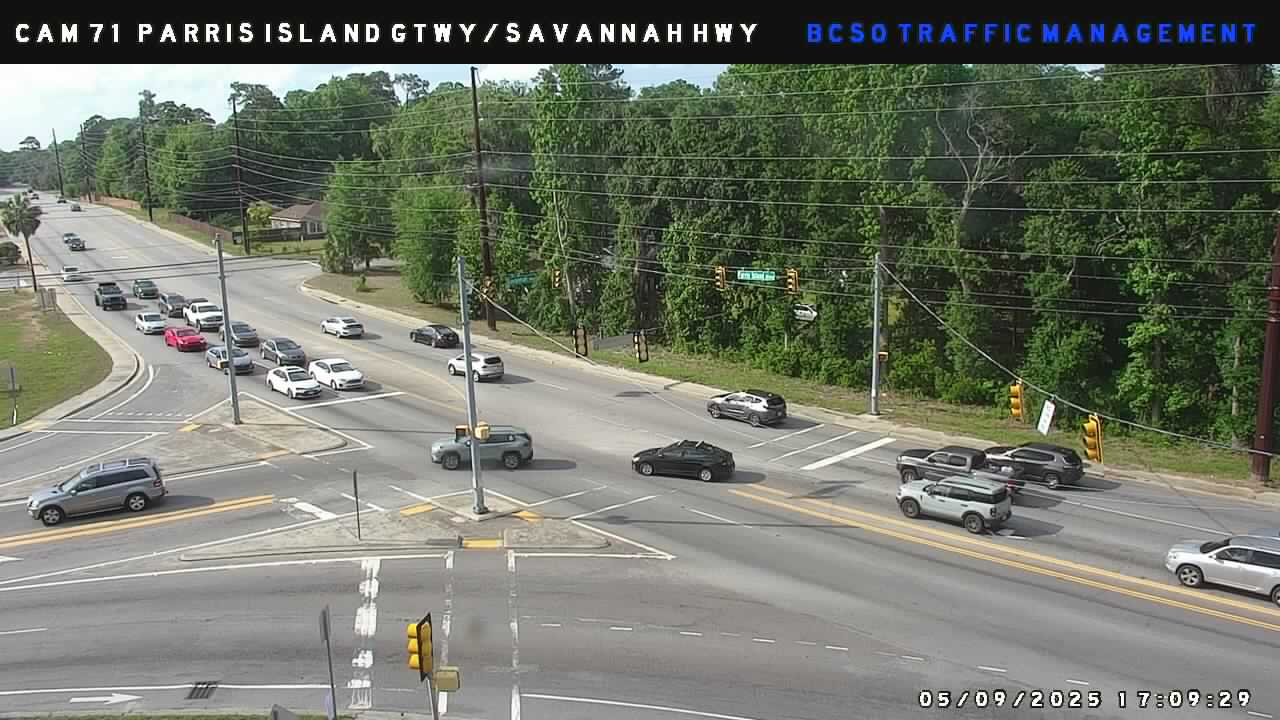 CAM 71 PARRIS ISLAND GTWY/SAVANNAH HWY
BCSO TRAFFIC MANAGEMENT
05/09/2025 17:09:29